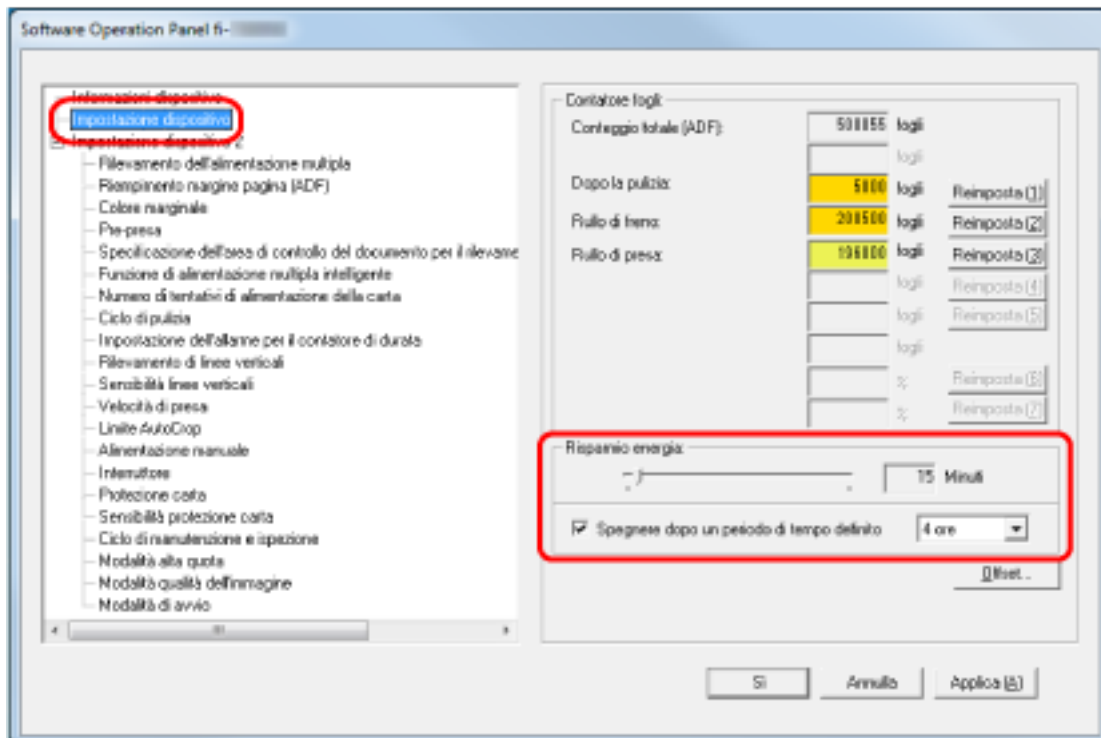 Software Operation Panel fi-
Informazioni dispositivo
Impostazione dispositivo
Impostazione dispositivo 2
Rilevamento dell'alimentazione multipla
Riempimento margine pagina (ADF)
Colore marginale
Pre-presa
Specificazione dell'area di controllo del documento per il rilevame
Funzione di alimentazione multipla intelligente
Numero di tentativi di alimentazione della carta
Ciclo di pulizia
Impostazione dell'allarme per il contatore di durata
Rilevamento di linee verticali
Sensibilità linee verticali
Velocità di presa
Limite AutoCrop
Alimentazione manuale
Interruttore
Protezione carta
Sensibilità protezione carta
Ciclo di manutenzione e ispezione
Modalità alta quota
Modalità qualità dell'immagine
Modalità di avvio
Contatore fogli:
Conteggio totale (ADF): fogli
fogli
Dopo la pulizia: fogli Reimposta(1)
Rullo di freno: 200500 fogli Reimposta(2)
Rullo di presa: fogli Reimposta(3)
fogli Reimposta(4)
fogli Reimposta(5)
fogli
% Reimposta(6)
% Reimposta(7)
Risparmio energia:
15 Minuti
Spegnere dopo un periodo di tempo definito 4 ore
Offset...
Sì Annulla Applica (A)